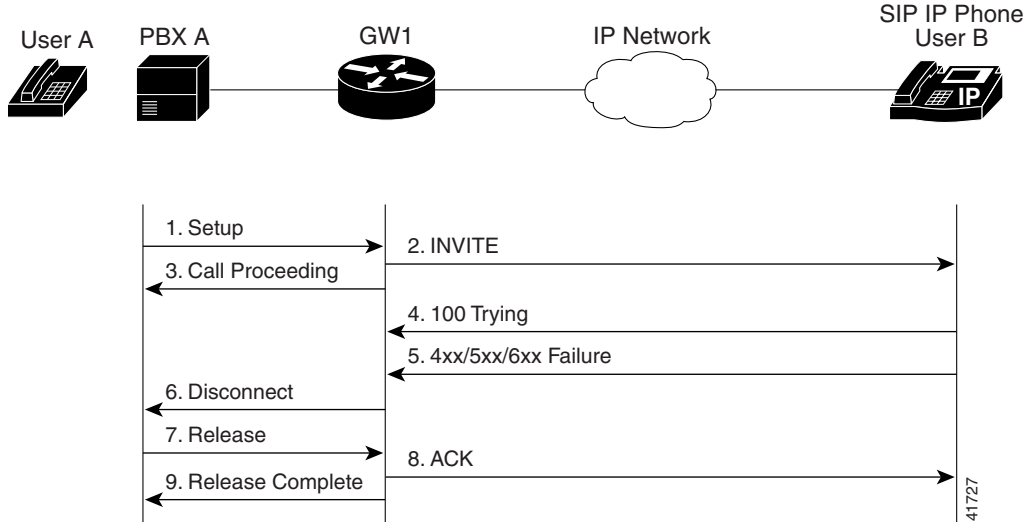 User A
PBX A
GW1
IP Network
SIP IP Phone
User B
IP
1. Setup
2. INVITE
3. Call Proceeding
4. 100 Trying
5. 4xx/5xx/6xx Failure
6. Disconnect
7. Release
8. ACK
9. Release Complete
41727